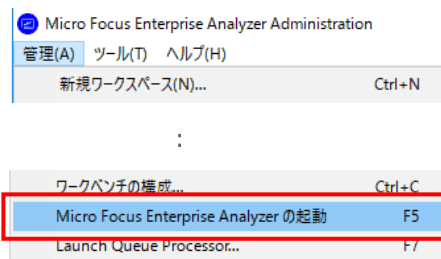 Micro Focus Enterprise Analyzer Administration
管理(A) ツール(T) ヘルプ(H)
新規ワークスペース(N)... Ctrl+N
:
ワークベンチの構成... Ctrl+C
Micro Focus Enterprise Analyzer の起動 F5
Launch Queue Processor... F7